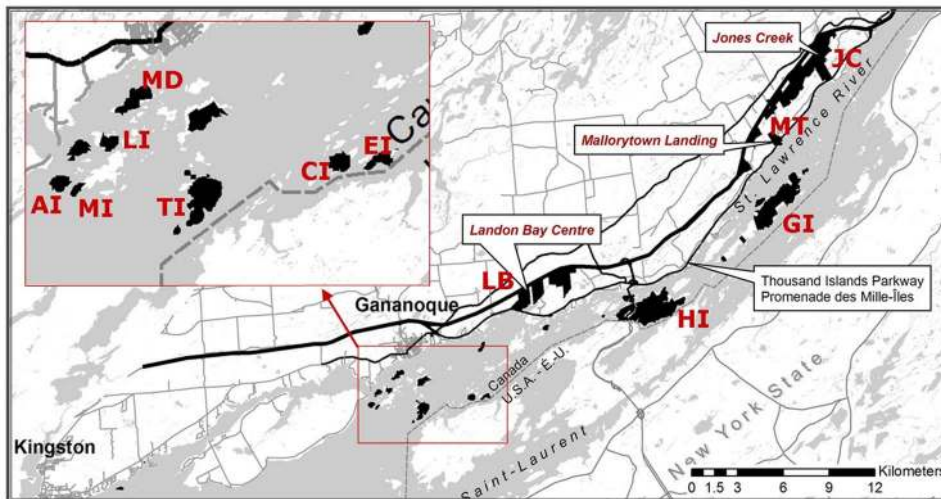 MD
LI
AI
MI
TI
CI
EI
Ca
Jones Creek
JC
Mallorytown Landing
MT
St. Lawrence River
GI
Landon Bay Centre
LB
Gananoque
Thousand Islands Parkway
Promenade des Mille-Îles
HI
Canada
U.S.A. - É.-U.
Kingston
Saint-Laurent
New York State
Kilometers
0 1.5 3 6 9 12